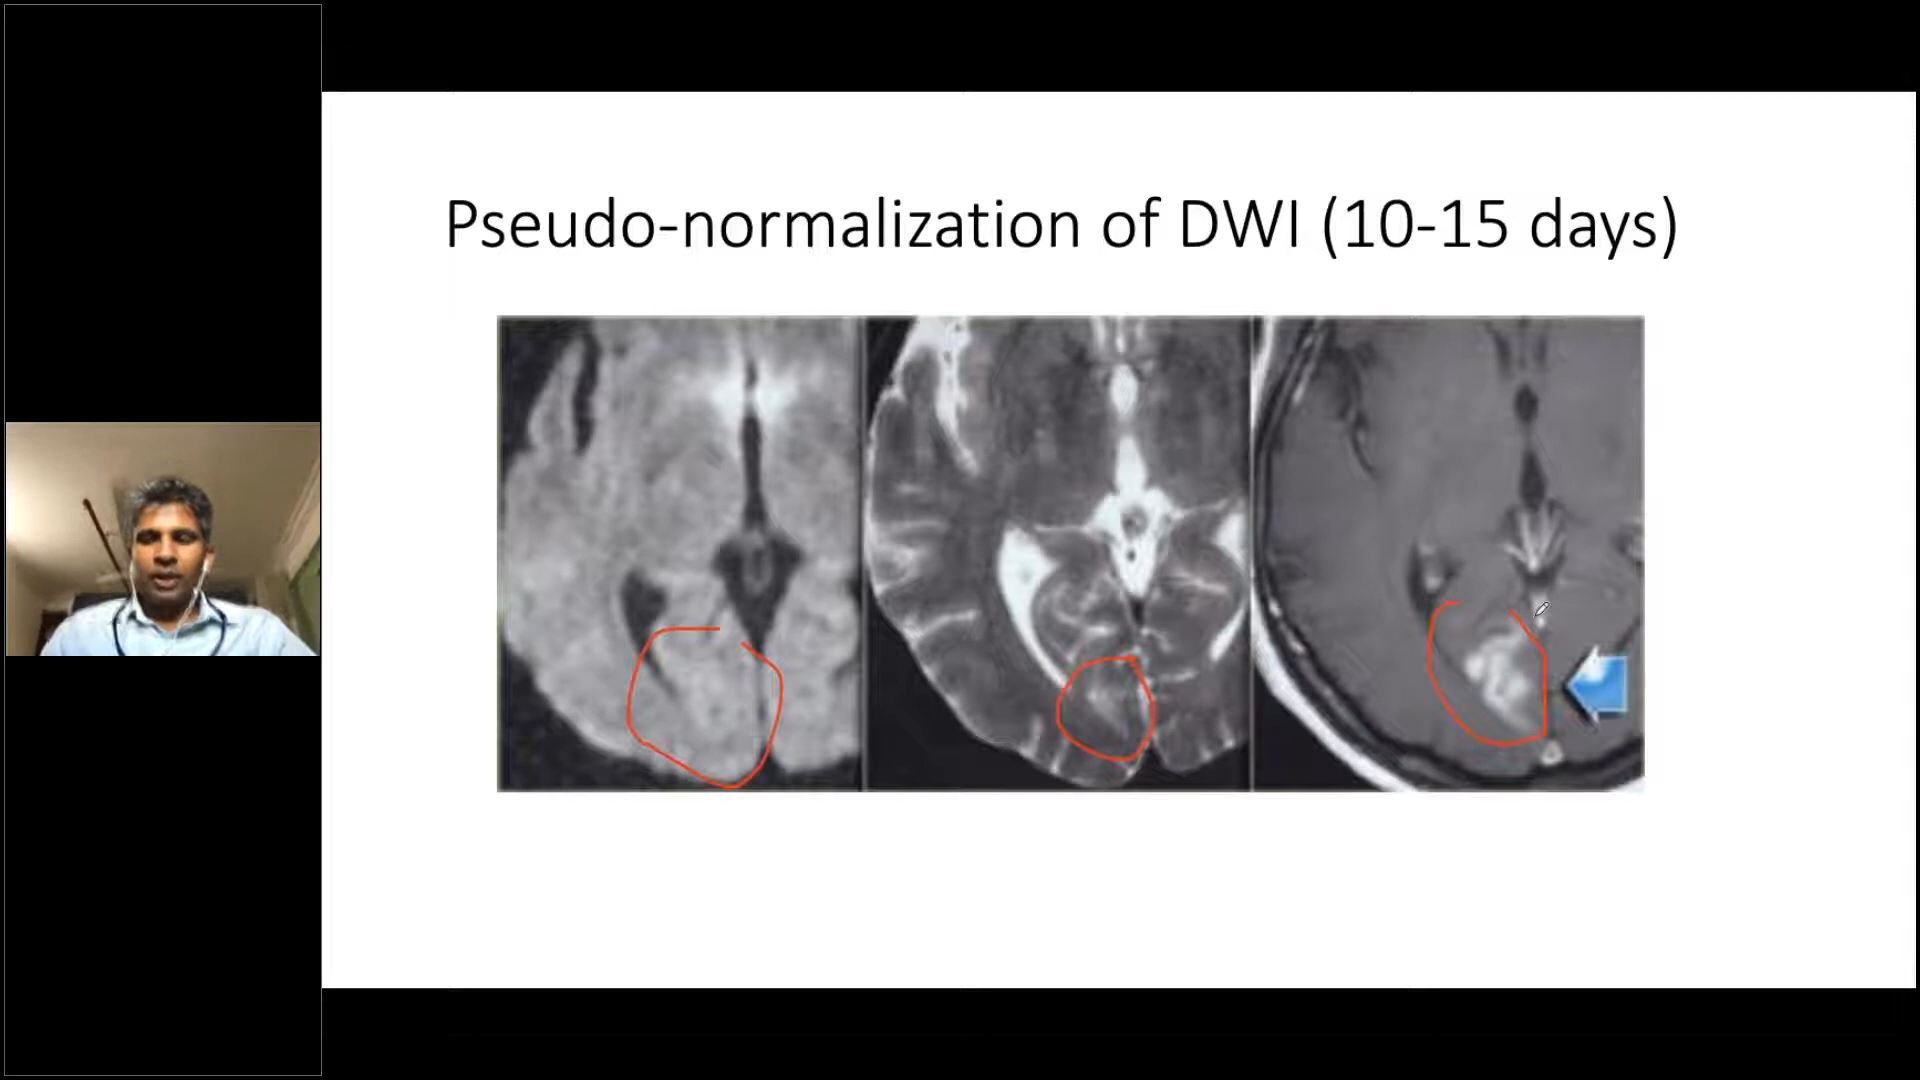 Pseudo-normalization of DWI (10-15 days)